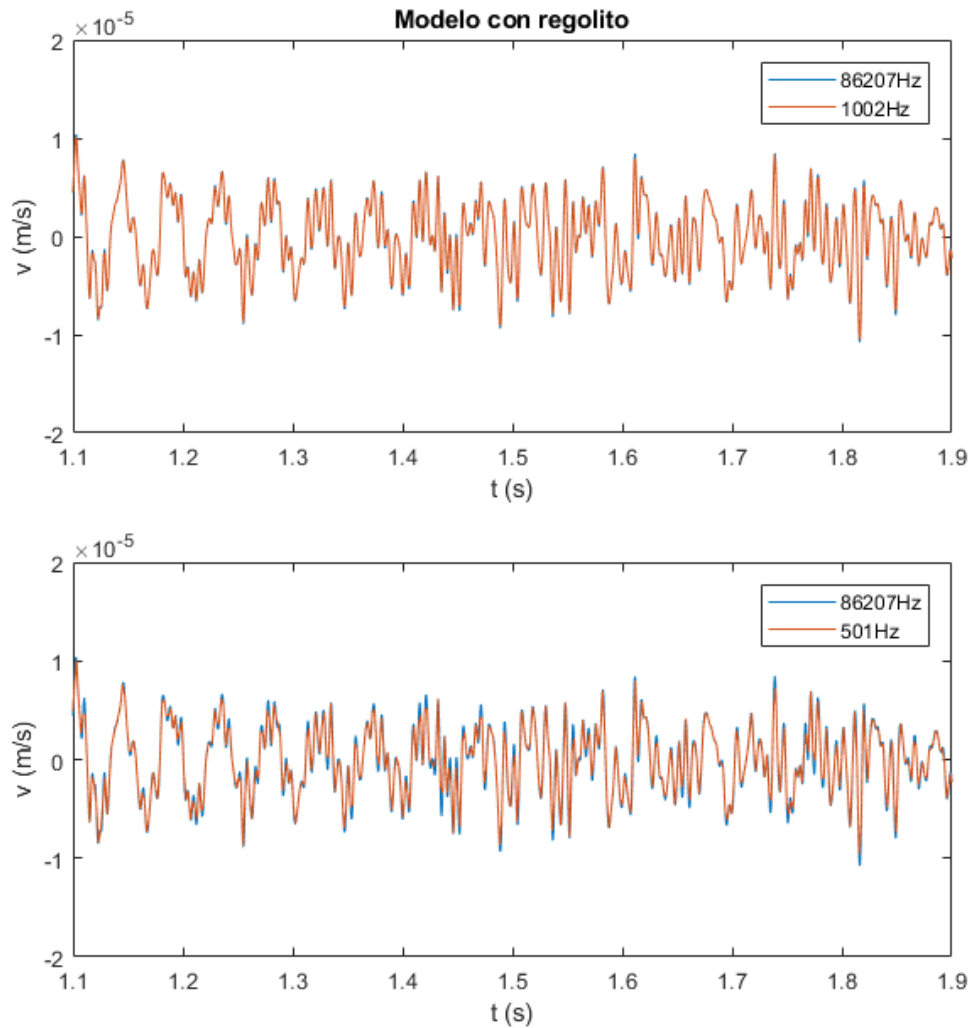 Modelo con regolito
×10⁻⁵
2
1
0
-1
-2
v (m/s)
86207Hz
1002Hz
1.1 1.2 1.3 1.4 1.5 1.6 1.7 1.8 1.9
t (s)
×10⁻⁵
2
1
0
-1
-2
v (m/s)
86207Hz
501Hz
1.1 1.2 1.3 1.4 1.5 1.6 1.7 1.8 1.9
t (s)